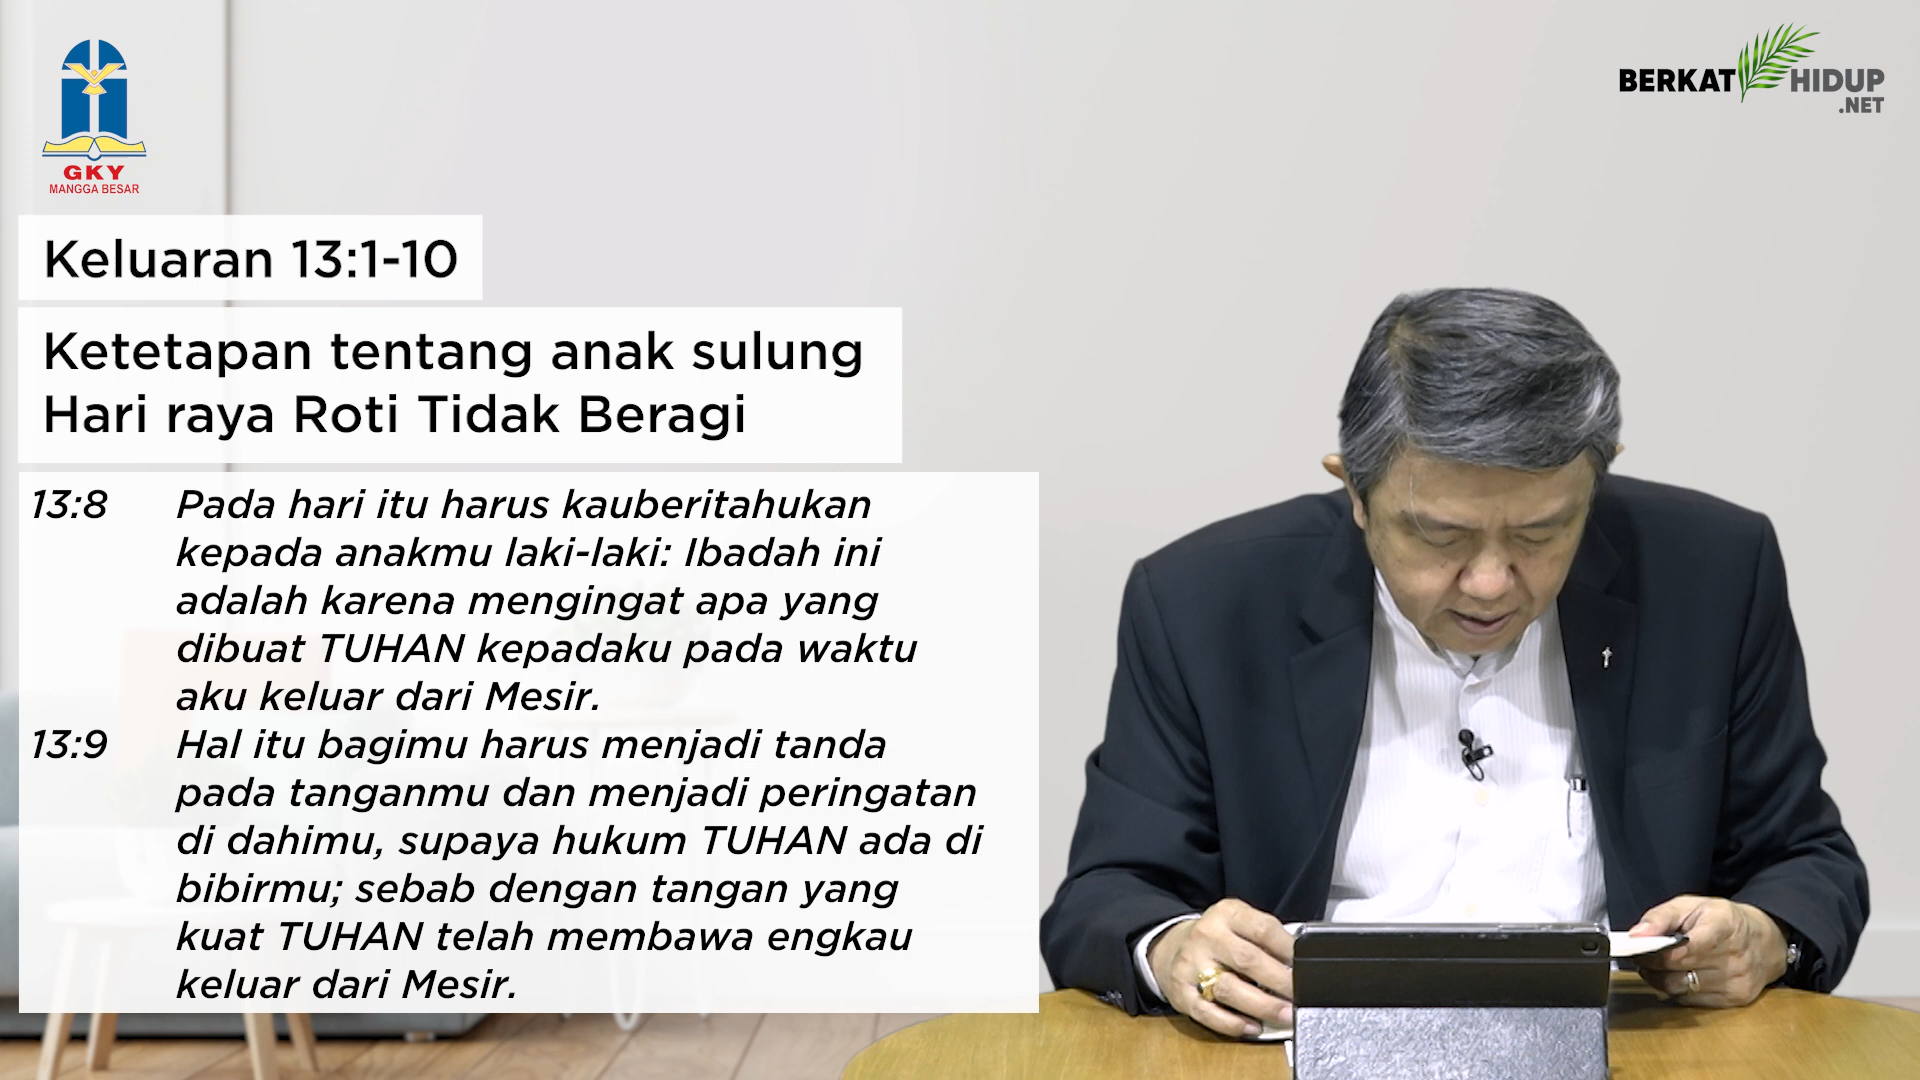 GKY
MANGGA BESAR
BERKAT HIDUP
.NET
Keluaran 13:1-10
Ketetapan tentang anak sulung
Hari raya Roti Tidak Beragi
13:8 Pada hari itu harus kauberitahukan
kepada anakmu laki-laki: Ibadah ini
adalah karena mengingat apa yang
dibuat TUHAN kepadaku pada waktu
aku keluar dari Mesir.
13:9 Hal itu bagimu harus menjadi tanda
pada tanganmu dan menjadi peringatan
di dahimu, supaya hukum TUHAN ada di
bibirmu; sebab dengan tangan yang
kuat TUHAN telah membawa engkau
keluar dari Mesir.